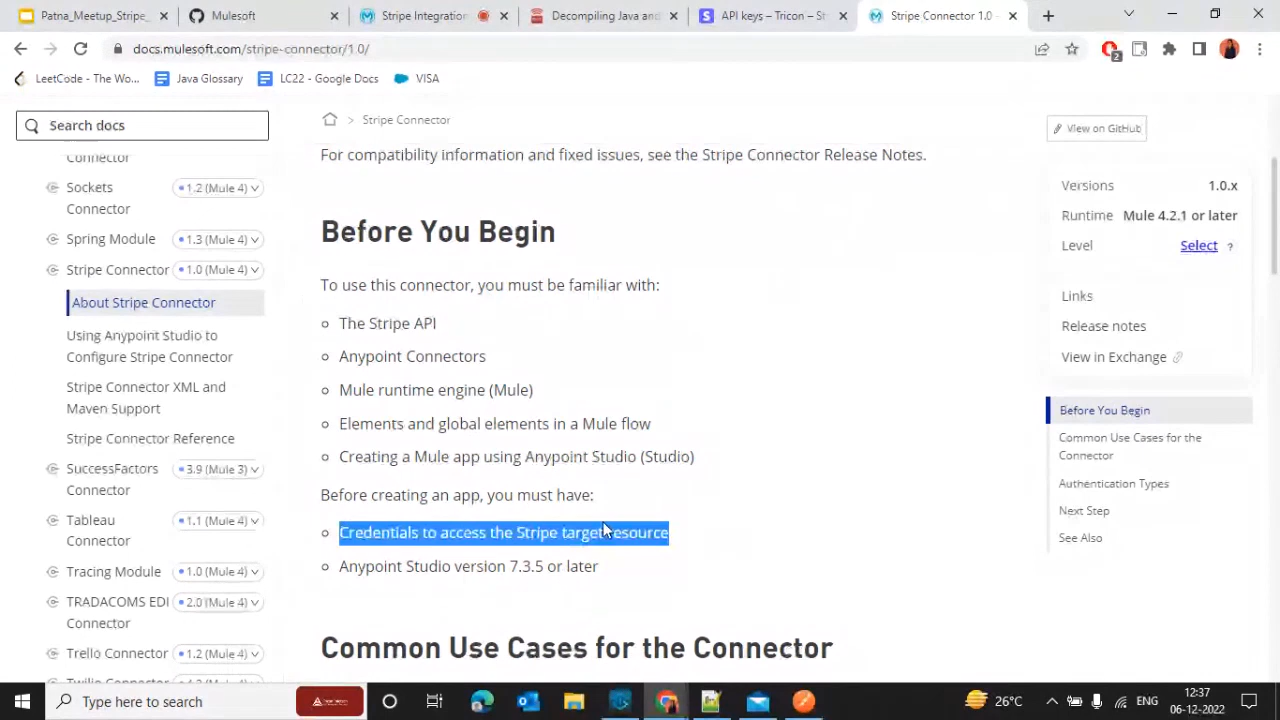 Patna_Meetup_Stripe_
Mulesoft
Stripe Integration
Decompiling Java and
API keys – Tricon – St
Stripe Connector 1.0 -
docs.mulesoft.com/stripe-connector/1.0/
2
LeetCode - The Wo...
Java Glossary
LC22 - Google Docs
VISA
Search docs
Connector
Sockets
Connector
1.2 (Mule 4)
Spring Module
1.3 (Mule 4)
Stripe Connector
1.0 (Mule 4)
About Stripe Connector
Using Anypoint Studio to
Configure Stripe Connector
Stripe Connector XML and
Maven Support
Stripe Connector Reference
SuccessFactors
Connector
3.9 (Mule 3)
Tableau
Connector
1.1 (Mule 4)
Tracing Module
1.0 (Mule 4)
TRADACOMS EDI
Connector
2.0 (Mule 4)
Trello Connector
1.2 (Mule 4)
> Stripe Connector
For compatibility information and fixed issues, see the Stripe Connector Release Notes.
Before You Begin
To use this connector, you must be familiar with:
The Stripe API
Anypoint Connectors
Mule runtime engine (Mule)
Elements and global elements in a Mule flow
Creating a Mule app using Anypoint Studio (Studio)
Before creating an app, you must have:
Credentials to access the Stripe target resource
Anypoint Studio version 7.3.5 or later
Common Use Cases for the Connector
View on GitHub
Versions 1.0.x
Runtime Mule 4.2.1 or later
Level Select ?
Links
Release notes
View in Exchange
Before You Begin
Common Use Cases for the
Connector
Authentication Types
Next Step
See Also
Type here to search
26°C
ENG
12:37
06-12-2022